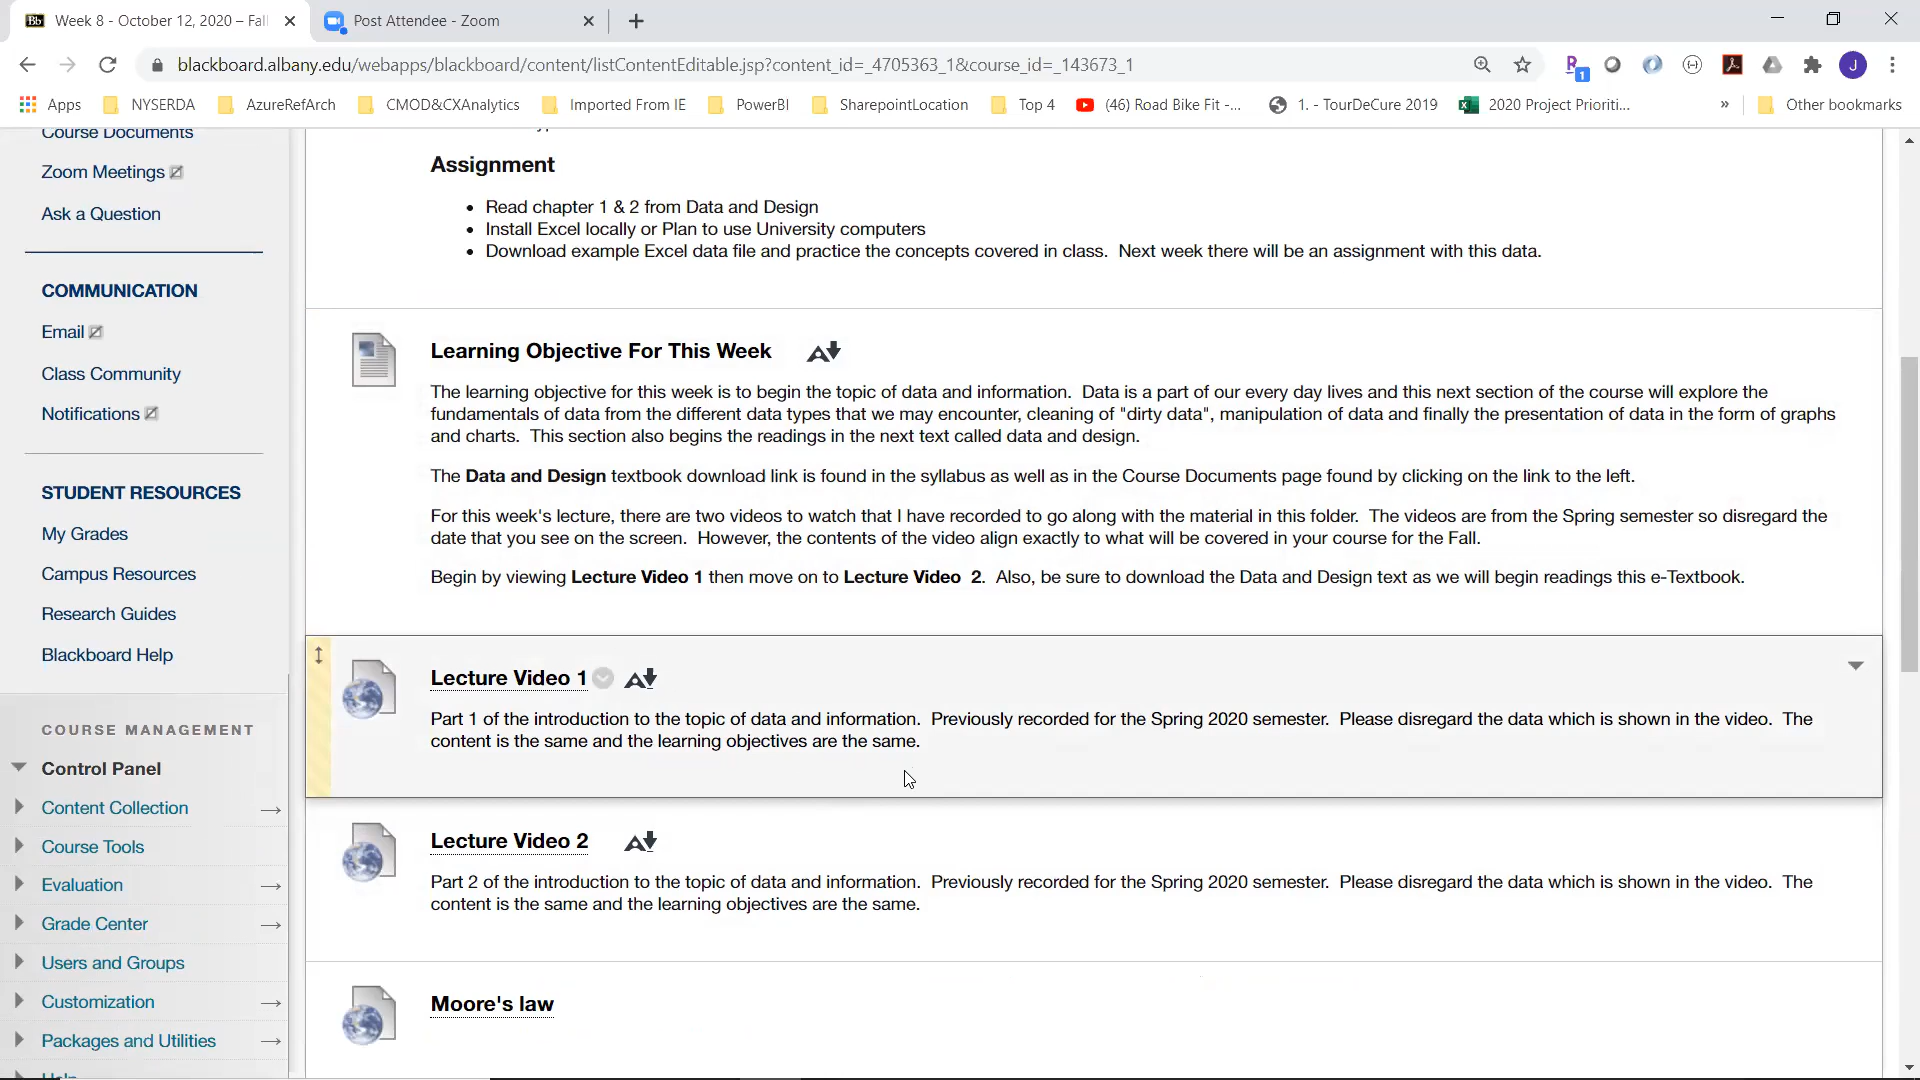 Week 8 - October 12, 2020 – Fall
Post Attendee - Zoom
blackboard.albany.edu/webapps/blackboard/content/listContentEditable.jsp?content_id=_4705363_1&course_id=_143673_1
J
Apps
NYSERDA
AzureRefArch
CMOD&CXAnalytics
Imported From IE
PowerBI
SharepointLocation
Top 4
(46) Road Bike Fit -...
1. - TourDeCure 2019
2020 Project Prioriti...
»
Other bookmarks
Course Documents
Zoom Meetings
Ask a Question
COMMUNICATION
Email
Class Community
Notifications
STUDENT RESOURCES
My Grades
Campus Resources
Research Guides
Blackboard Help
COURSE MANAGEMENT
Control Panel
Content Collection
Course Tools
Evaluation
Grade Center
Users and Groups
Customization
Packages and Utilities
Help
Assignment
• Read chapter 1 & 2 from Data and Design
• Install Excel locally or Plan to use University computers
• Download example Excel data file and practice the concepts covered in class. Next week there will be an assignment with this data.
Learning Objective For This Week
The learning objective for this week is to begin the topic of data and information. Data is a part of our every day lives and this next section of the course will explore the
fundamentals of data from the different data types that we may encounter, cleaning of "dirty data", manipulation of data and finally the presentation of data in the form of graphs
and charts. This section also begins the readings in the next text called data and design.
The Data and Design textbook download link is found in the syllabus as well as in the Course Documents page found by clicking on the link to the left.
For this week's lecture, there are two videos to watch that I have recorded to go along with the material in this folder. The videos are from the Spring semester so disregard the
date that you see on the screen. However, the contents of the video align exactly to what will be covered in your course for the Fall.
Begin by viewing Lecture Video 1 then move on to Lecture Video 2. Also, be sure to download the Data and Design text as we will begin readings this e-Textbook.
Lecture Video 1
Part 1 of the introduction to the topic of data and information. Previously recorded for the Spring 2020 semester. Please disregard the data which is shown in the video. The
content is the same and the learning objectives are the same.
Lecture Video 2
Part 2 of the introduction to the topic of data and information. Previously recorded for the Spring 2020 semester. Please disregard the data which is shown in the video. The
content is the same and the learning objectives are the same.
Moore's law